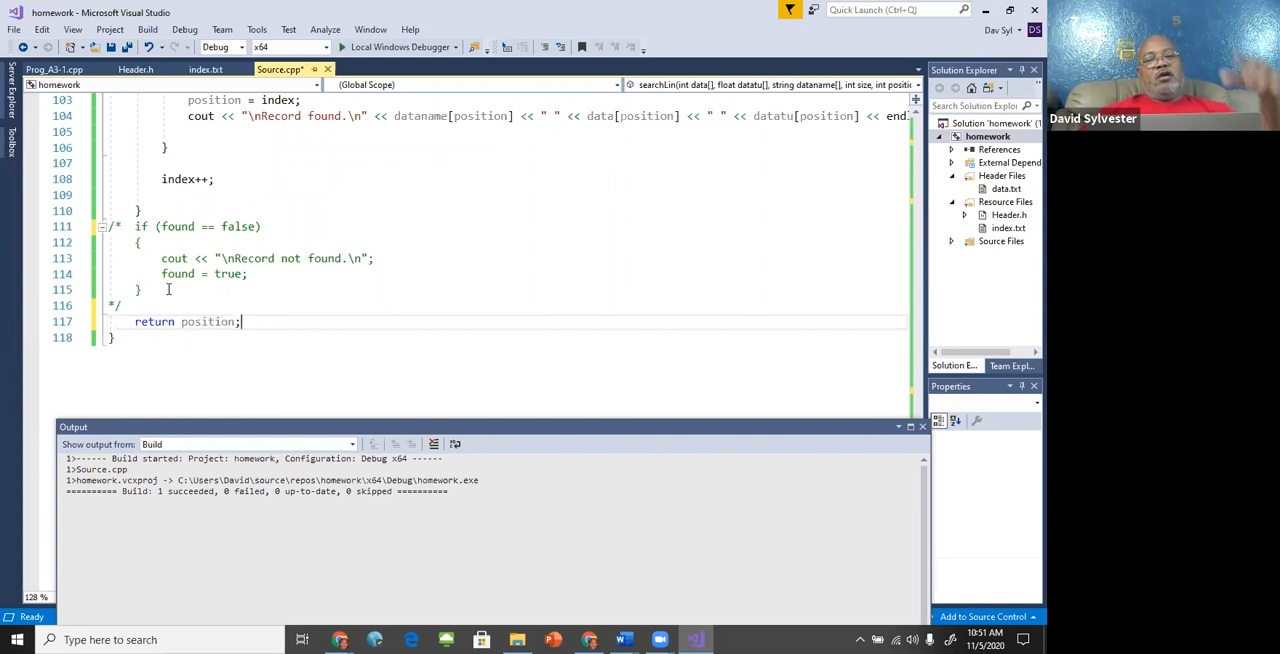 homework - Microsoft Visual Studio
Quick Launch (Ctrl+Q)
File Edit View Project Build Debug Team Tools Test Analyze Window Help
Dav Syl DS
Debug x64 Local Windows Debugger
Prog_A3-1.cpp Header.h index.txt Source.cpp*
homework (Global Scope) searchLin(int data[], float datatu[], string dataname[], int size, int positio
Server Explorer
Toolbox
103 position = index;
104 cout << "\nRecord found.\n" << dataname[position] << " " << data[position] << " " << datatu[position] << endl
105
106 }
107
108 index++;
109
110 }
111 /* if (found == false)
112 {
113 cout << "\nRecord not found.\n";
114 found = true;
115 }
116 */
117 return position;
118 }
128 %
Solution Explorer
Search Solution Explo
Solution 'homework' (1
homework
References
External Depend
Header Files
data.txt
Resource Files
Header.h
index.txt
Source Files
Solution E... Team Expl...
Properties
Output
Show output from: Build
1>------ Build started: Project: homework, Configuration: Debug x64 ------
1>Source.cpp
1>homework.vcxproj -> C:\Users\David\source\repos\homework\x64\Debug\homework.exe
========== Build: 1 succeeded, 0 failed, 0 up-to-date, 0 skipped ==========
Ready
Add to Source Control
Type here to search
10:51 AM
11/5/2020
David Sylvester